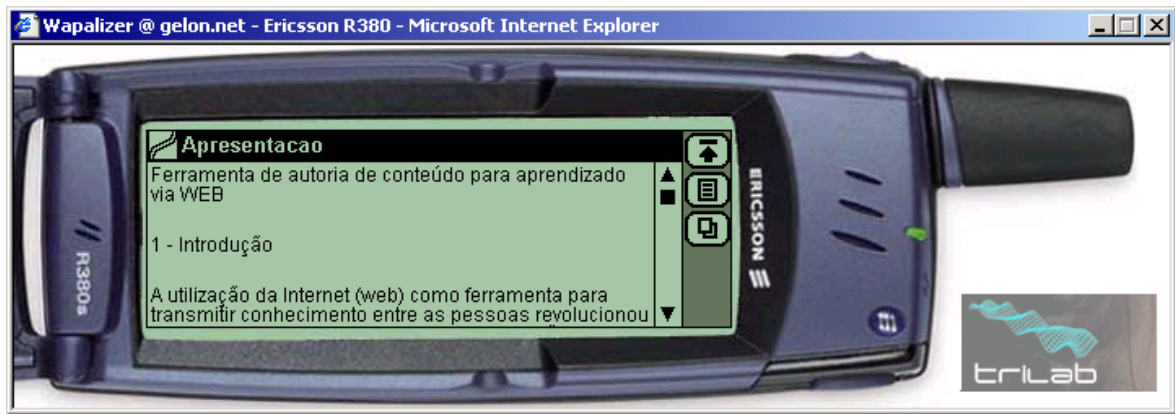 Wapalizer @ gelon.net - Ericsson R380 - Microsoft Internet Explorer
Apresentacao
Ferramenta de autoria de conteúdo para aprendizado
via WEB
1 - Introdução
A utilização da Internet (web) como ferramenta para
transmitir conhecimento entre as pessoas revolucionou
ERICSSON
R380s
triLab